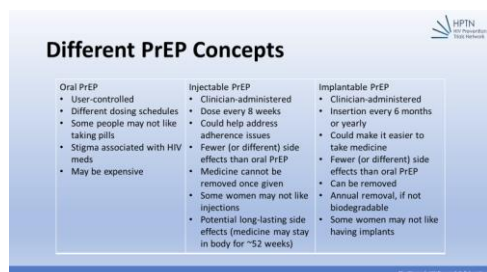 HPTN
HIV Prevention
Trials Network
Different PrEP Concepts
Oral PrEP
• User-controlled
• Different dosing schedules
• Some people may not like
taking pills
• Stigma associated with HIV
meds
• May be expensive
Injectable PrEP
• Clinician-administered
• Dose every 8 weeks
• Could help address
adherence issues
• Fewer (or different) side
effects than oral PrEP
• Medicine cannot be
removed once given
• Some women may not like
injections
• Potential long-lasting side
effects (medicine may stay
in body for ~52 weeks)
Implantable PrEP
• Clinician-administered
• Insertion every 6 months
or yearly
• Could make it easier to
take medicine
• Fewer (or different) side
effects than oral PrEP
• Can be removed
• Annual removal, if not
biodegradable
• Some women may not like
having implants